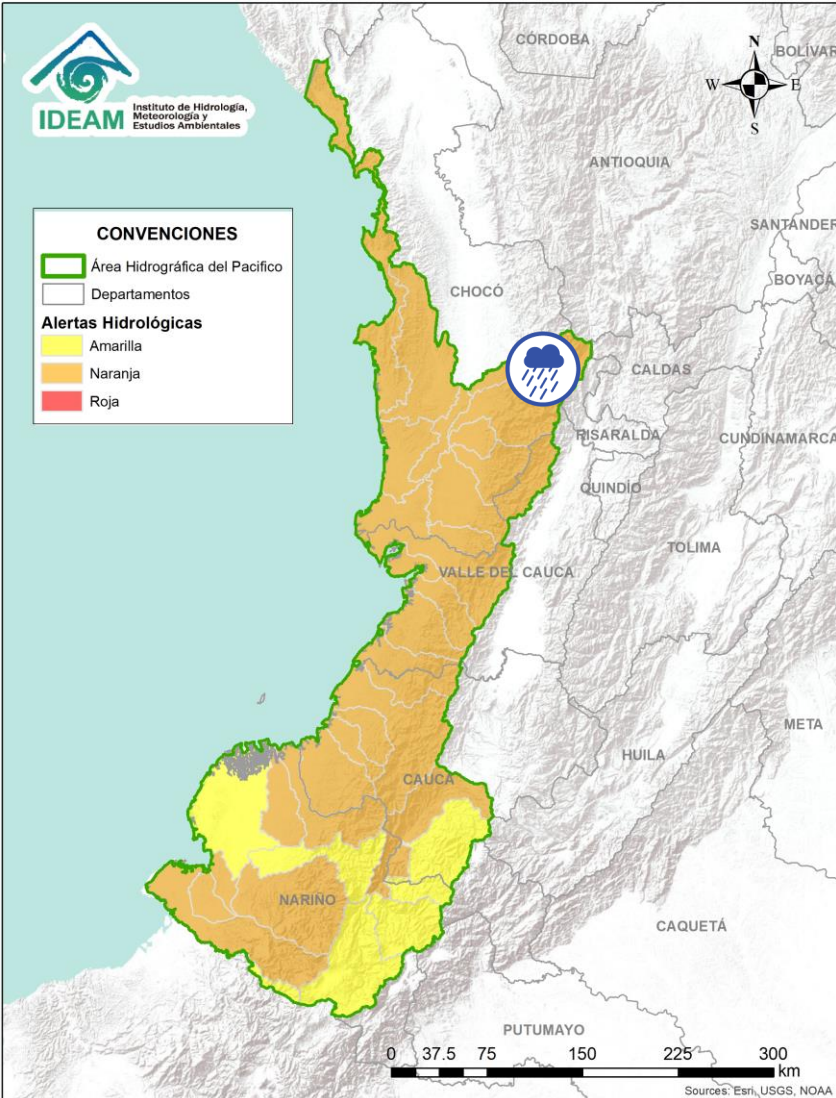 IDEAM
Instituto de Hidrología,
Meteorología y
Estudios Ambientales
CÓRDOBA
BOLÍVAR
N
W
E
S
ANTIOQUIA
SANTANDER
BOYACÁ
CONVENCIONES
Área Hidrográfica del Pacifico
Departamentos
Alertas Hidrológicas
Amarilla
Naranja
Roja
CHOCÓ
CALDAS
RISARALDA
CUNDINAMARCA
QUINDÍO
TOLIMA
VALLE DEL CAUCA
META
HUILA
CAUCA
NARIÑO
CAQUETÁ
PUTUMAYO
0 37.5 75 150 225 300
km
Sources: Esri, USGS, NOAA